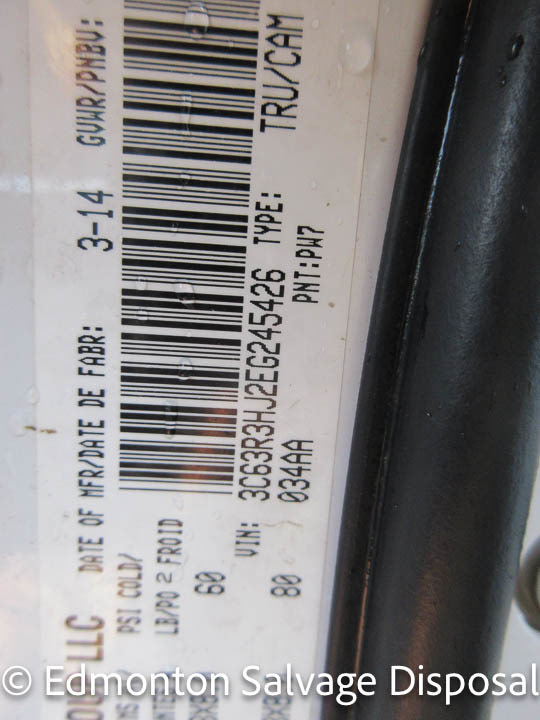 LLC DATE OF MFR/DATE DE FABR: 3-14 GVWR/PNBV:
PSI COLD/
LB/PO 2 FROID
60
VIN: 3C63R3HJ2EG245426 TYPE: TRU/CAM
80 034AA PNT:PW7
© Edmonton Salvage Disposal